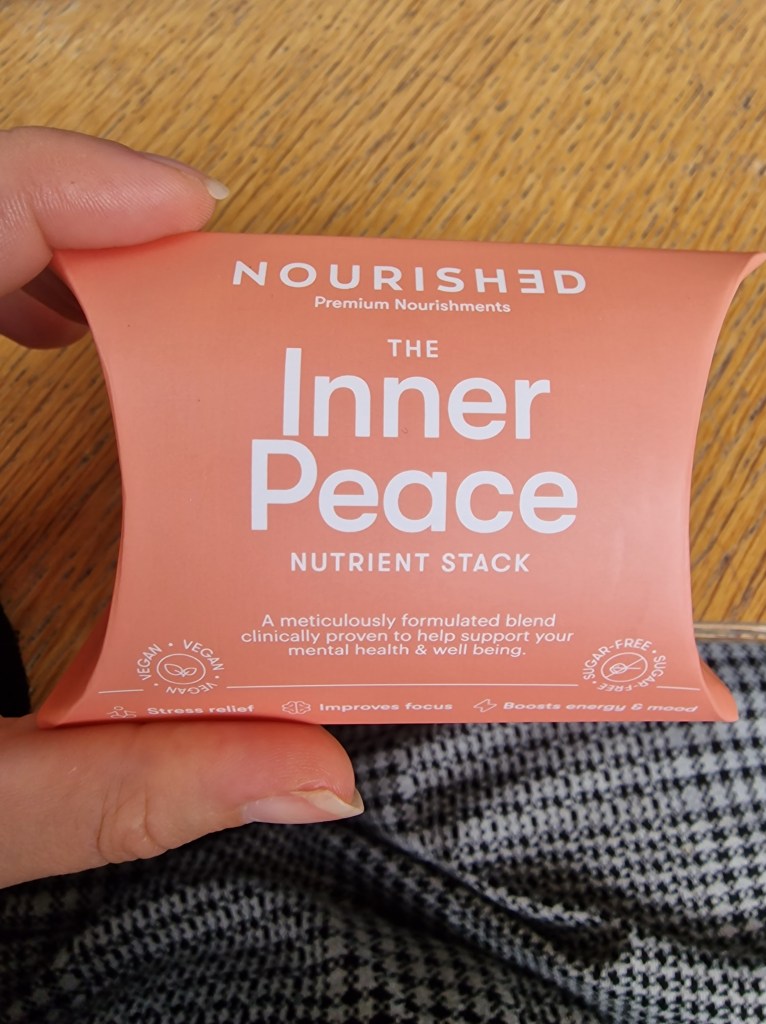 NOURISHƎD
Premium Nourishments
THE
Inner
Peace
NUTRIENT STACK
A meticulously formulated blend
clinically proven to help support your
mental health & well being.
VEGAN • VEGAN • VEGAN •
SUGAR-FREE • SUGAR-FREE •
Stress relief
Improves focus
Boosts energy & mood